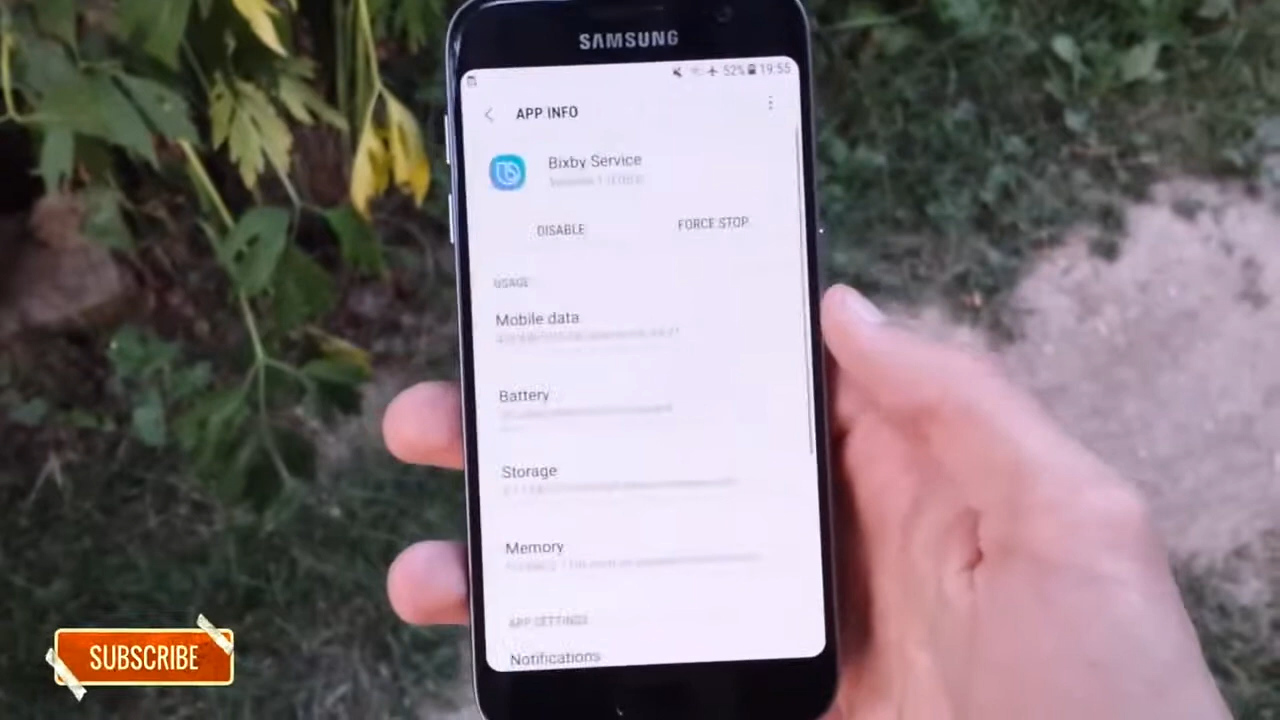 SAMSUNG
52% 19:55
APP INFO
Bixby Service
DISABLE
FORCE STOP
USAGE
Mobile data
Battery
Storage
Memory
APP SETTINGS
Notifications
SUBSCRIBE